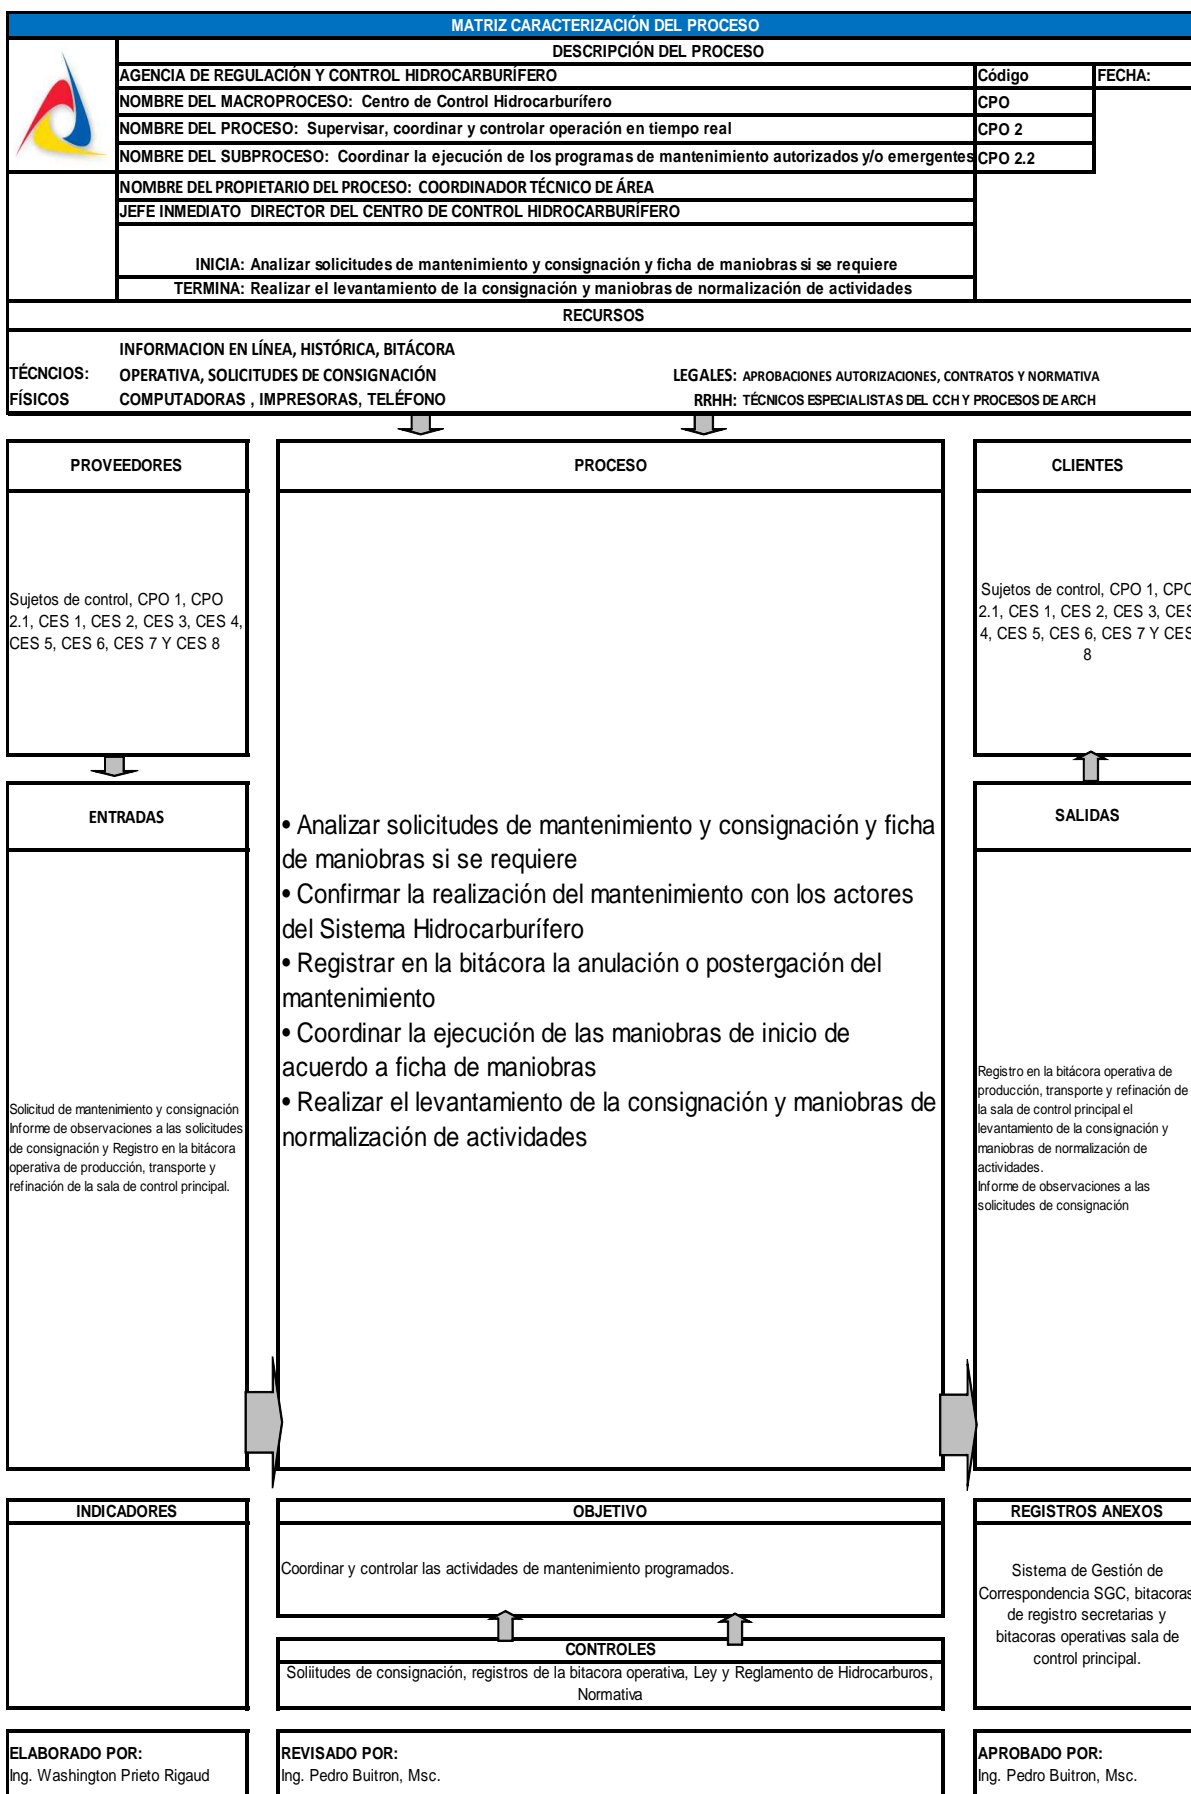 MATRIZ CARACTERIZACIÓN DEL PROCESO
DESCRIPCIÓN DEL PROCESO
AGENCIA DE REGULACIÓN Y CONTROL HIDROCARBURÍFERO
Código
FECHA:
NOMBRE DEL MACROPROCESO: Centro de Control Hidrocarburífero
CPO
NOMBRE DEL PROCESO: Supervisar, coordinar y controlar operación en tiempo real
CPO 2
NOMBRE DEL SUBPROCESO: Coordinar la ejecución de los programas de mantenimiento autorizados y/o emergentes
CPO 2.2
NOMBRE DEL PROPIETARIO DEL PROCESO: COORDINADOR TÉCNICO DE ÁREA
JEFE INMEDIATO DIRECTOR DEL CENTRO DE CONTROL HIDROCARBURÍFERO
INICIA: Analizar solicitudes de mantenimiento y consignación y ficha de maniobras si se requiere
TERMINA: Realizar el levantamiento de la consignación y maniobras de normalización de actividades
RECURSOS
INFORMACION EN LÍNEA, HISTÓRICA, BITÁCORA
TÉCNCIOS: OPERATIVA, SOLICITUDES DE CONSIGNACIÓN
LEGALES: APROBACIONES AUTORIZACIONES, CONTRATOS Y NORMATIVA
FÍSICOS COMPUTADORAS , IMPRESORAS, TELÉFONO
RRHH: TÉCNICOS ESPECIALISTAS DEL CCH Y PROCESOS DE ARCH
PROVEEDORES
Sujetos de control, CPO 1, CPO
2.1, CES 1, CES 2, CES 3, CES 4,
CES 5, CES 6, CES 7 Y CES 8
ENTRADAS
Solicitud de mantenimiento y consignación
Informe de observaciones a las solicitudes
de consignación y Registro en la bitácora
operativa de producción, transporte y
refinación de la sala de control principal.
PROCESO
• Analizar solicitudes de mantenimiento y consignación y ficha
de maniobras si se requiere
• Confirmar la realización del mantenimiento con los actores
del Sistema Hidrocarburífero
• Registrar en la bitácora la anulación o postergación del
mantenimiento
• Coordinar la ejecución de las maniobras de inicio de
acuerdo a ficha de maniobras
• Realizar el levantamiento de la consignación y maniobras de
normalización de actividades
CLIENTES
Sujetos de control, CPO 1, CPO
2.1, CES 1, CES 2, CES 3, CES
4, CES 5, CES 6, CES 7 Y CES
8
SALIDAS
Registro en la bitácora operativa de
producción, transporte y refinación de
la sala de control principal el
levantamiento de la consignación y
maniobras de normalización de
actividades.
Informe de observaciones a las
solicitudes de consignación
INDICADORES
OBJETIVO
Coordinar y controlar las actividades de mantenimiento programados.
CONTROLES
Soliitudes de consignación, registros de la bitacora operativa, Ley y Reglamento de Hidrocarburos,
Normativa
REGISTROS ANEXOS
Sistema de Gestión de
Correspondencia SGC, bitacoras
de registro secretarias y
bitacoras operativas sala de
control principal.
ELABORADO POR:
Ing. Washington Prieto Rigaud
REVISADO POR:
Ing. Pedro Buitron, Msc.
APROBADO POR:
Ing. Pedro Buitron, Msc.